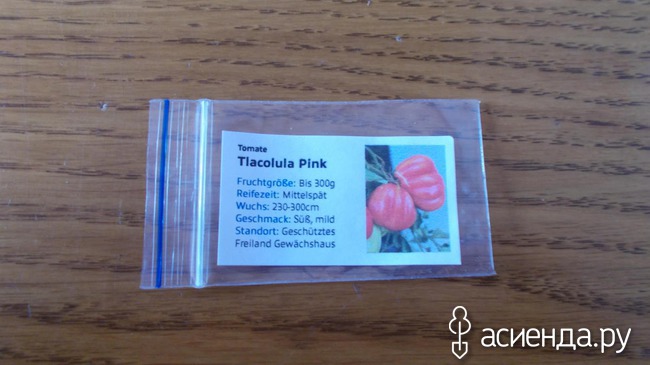 Tomate
Tlacolula Pink
Fruchtgröße: Bis 300g
Reifezeit: Mittelspät
Wuchs: 230-300cm
Geschmack: Süß, mild
Standort: Geschütztes
Freiland Gewächshaus
асиенда.ру